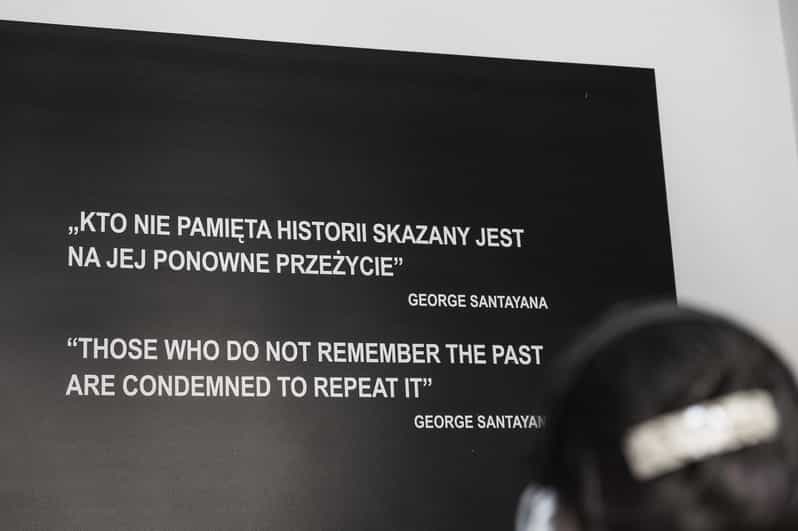 „KTO NIE PAMIĘTA HISTORII SKAZANY JEST
NA JEJ PONOWNE PRZEŻYCIE”
GEORGE SANTAYANA
“THOSE WHO DO NOT REMEMBER THE PAST
ARE CONDEMNED TO REPEAT IT”
GEORGE SANTAYAN